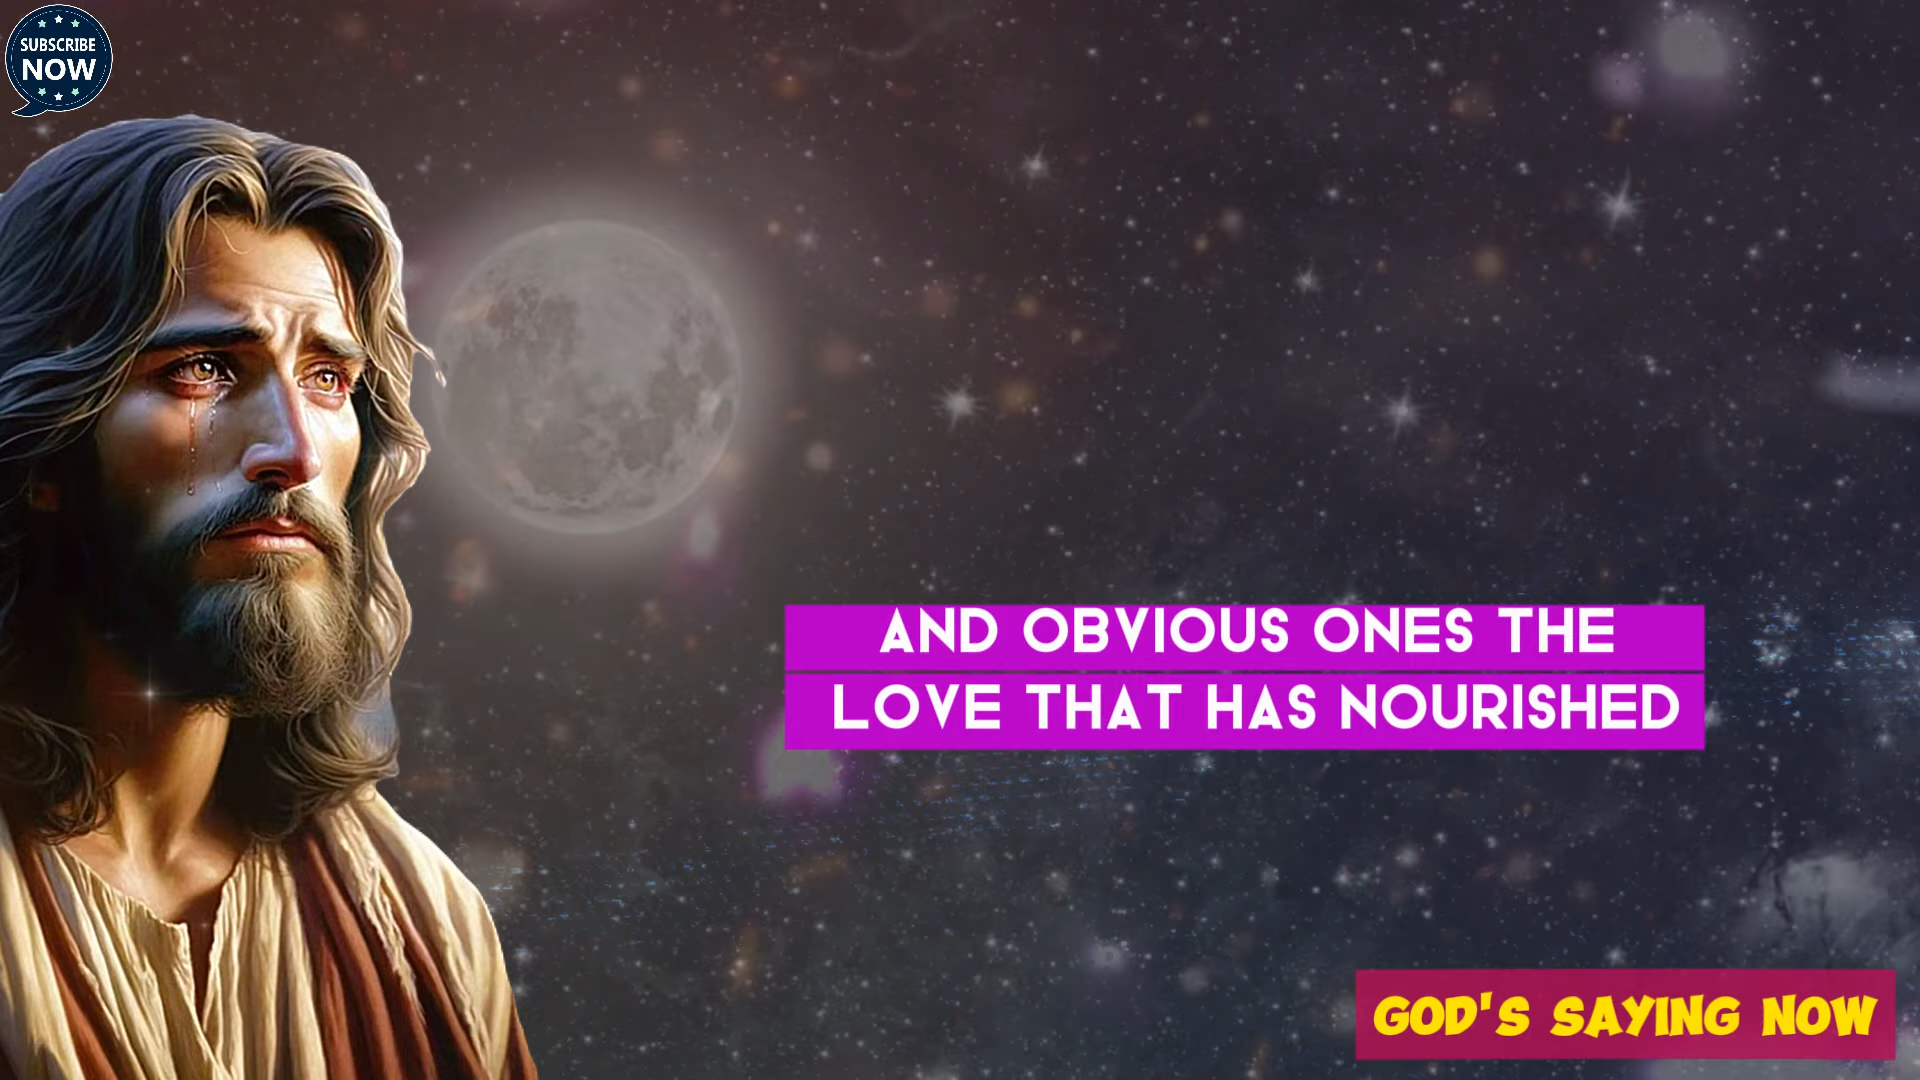 SUBSCRIBE
NOW
AND OBVIOUS ONES THE
LOVE THAT HAS NOURISHED
GOD'S SAYING NOW